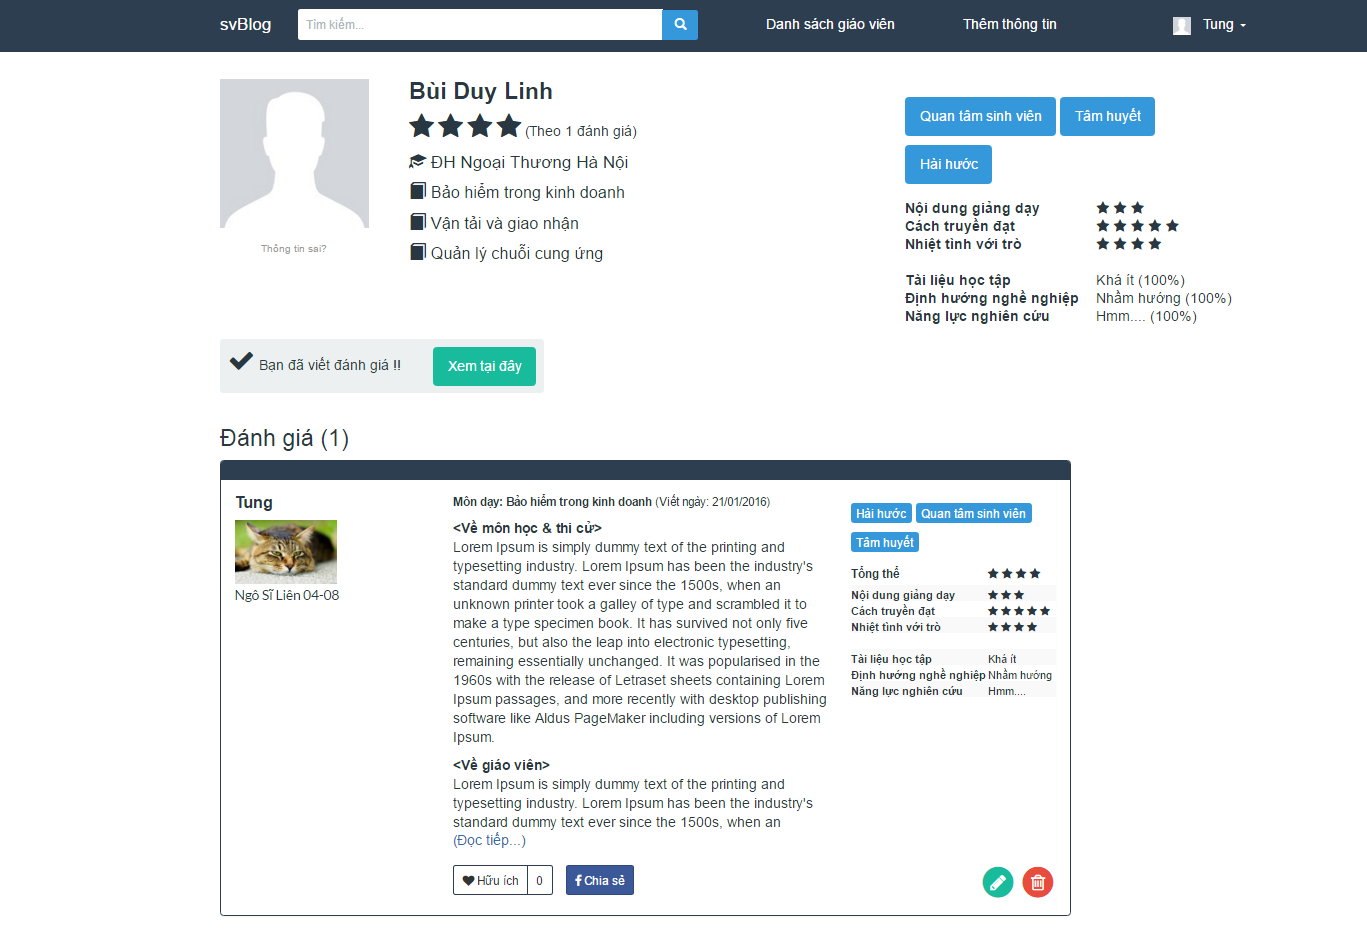 svBlog
Tìm kiếm...
Danh sách giáo viên
Thêm thông tin
Tung
Bùi Duy Linh
(Theo 1 đánh giá)
ĐH Ngoại Thương Hà Nội
Bảo hiểm trong kinh doanh
Vận tải và giao nhận
Quản lý chuỗi cung ứng
Thông tin sai?
Quan tâm sinh viên
Tâm huyết
Hài hước
Nội dung giảng dạy
Cách truyền đạt
Nhiệt tình với trò
Tài liệu học tập Khá ít (100%)
Định hướng nghề nghiệp Nhầm hướng (100%)
Năng lực nghiên cứu Hmm.... (100%)
Bạn đã viết đánh giá !!
Xem tại đây
Đánh giá (1)
Tung
Ngô Sĩ Liên 04-08
Môn dạy: Bảo hiểm trong kinh doanh (Viết ngày: 21/01/2016)
<Về môn học & thi cử>
Lorem Ipsum is simply dummy text of the printing and
typesetting industry. Lorem Ipsum has been the industry's
standard dummy text ever since the 1500s, when an
unknown printer took a galley of type and scrambled it to
make a type specimen book. It has survived not only five
centuries, but also the leap into electronic typesetting,
remaining essentially unchanged. It was popularised in the
1960s with the release of Letraset sheets containing Lorem
Ipsum passages, and more recently with desktop publishing
software like Aldus PageMaker including versions of Lorem
Ipsum.
<Về giáo viên>
Lorem Ipsum is simply dummy text of the printing and
typesetting industry. Lorem Ipsum has been the industry's
standard dummy text ever since the 1500s, when an
(Đọc tiếp...)
Hữu ích 0
Chia sẻ
Hài hước
Quan tâm sinh viên
Tâm huyết
Tổng thể
Nội dung giảng dạy
Cách truyền đạt
Nhiệt tình với trò
Tài liệu học tập Khá ít
Định hướng nghề nghiệp Nhầm hướng
Năng lực nghiên cứu Hmm....